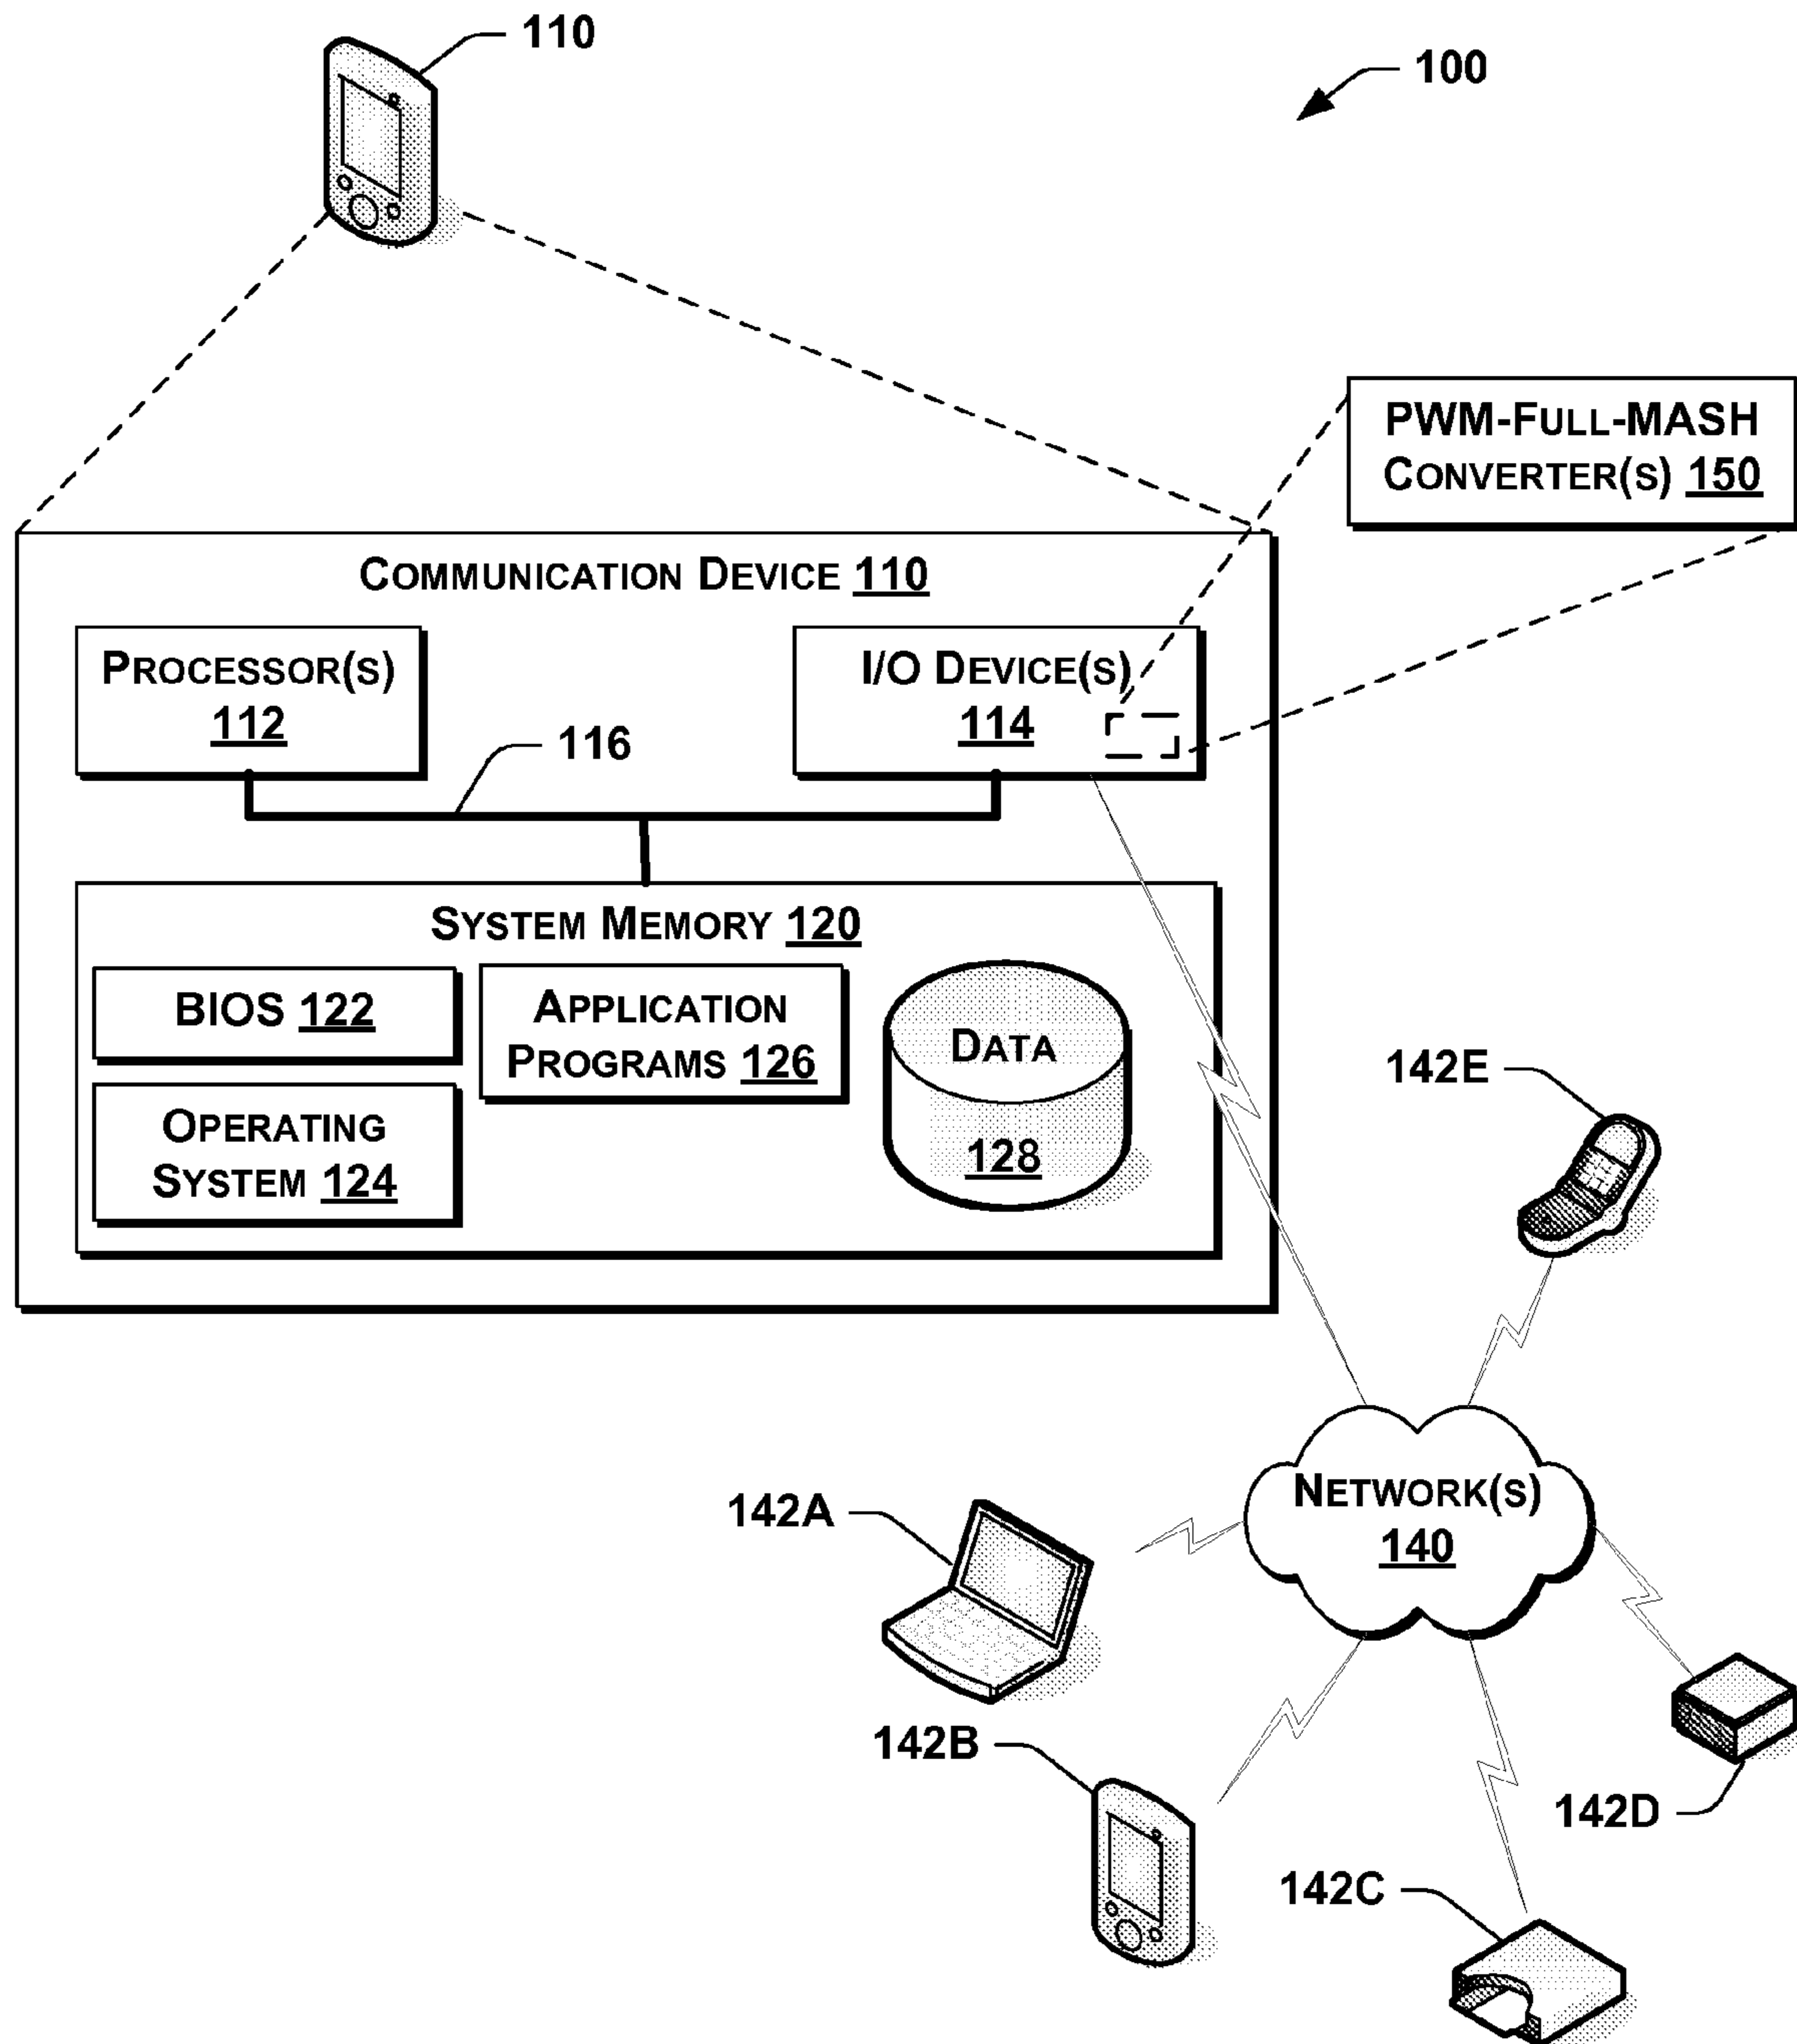 110
100
PWM-FULL-MASH
CONVERTER(S) 150
COMMUNICATION DEVICE 110
PROCESSOR(S)
112
I/O DEVICE(S)
114
116
SYSTEM MEMORY 120
BIOS 122
APPLICATION
PROGRAMS 126
OPERATING
SYSTEM 124
DATA
128
142E
NETWORK(S)
140
142A
142B
142D
142C